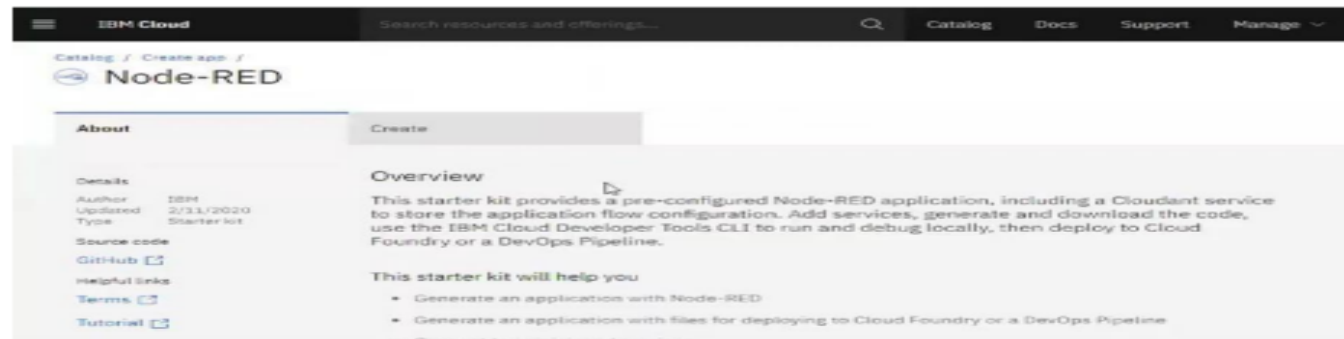 IBM Cloud
Search resources and offerings...
Catalog
Docs
Support
Manage
Catalog / Create app /
Node-RED
About
Create
Details
Author IBM
Updated 2/11/2020
Type Starter kit
Source code
GitHub
Helpful links
Terms
Tutorial
Overview
This starter kit provides a pre-configured Node-RED application, including a Cloudant service
to store the application flow configuration. Add services, generate and download the code,
use the IBM Cloud Developer Tools CLI to run and debug locally, then deploy to Cloud
Foundry or a DevOps Pipeline.
This starter kit will help you
• Generate an application with Node-RED
• Generate an application with files for deploying to Cloud Foundry or a DevOps Pipeline